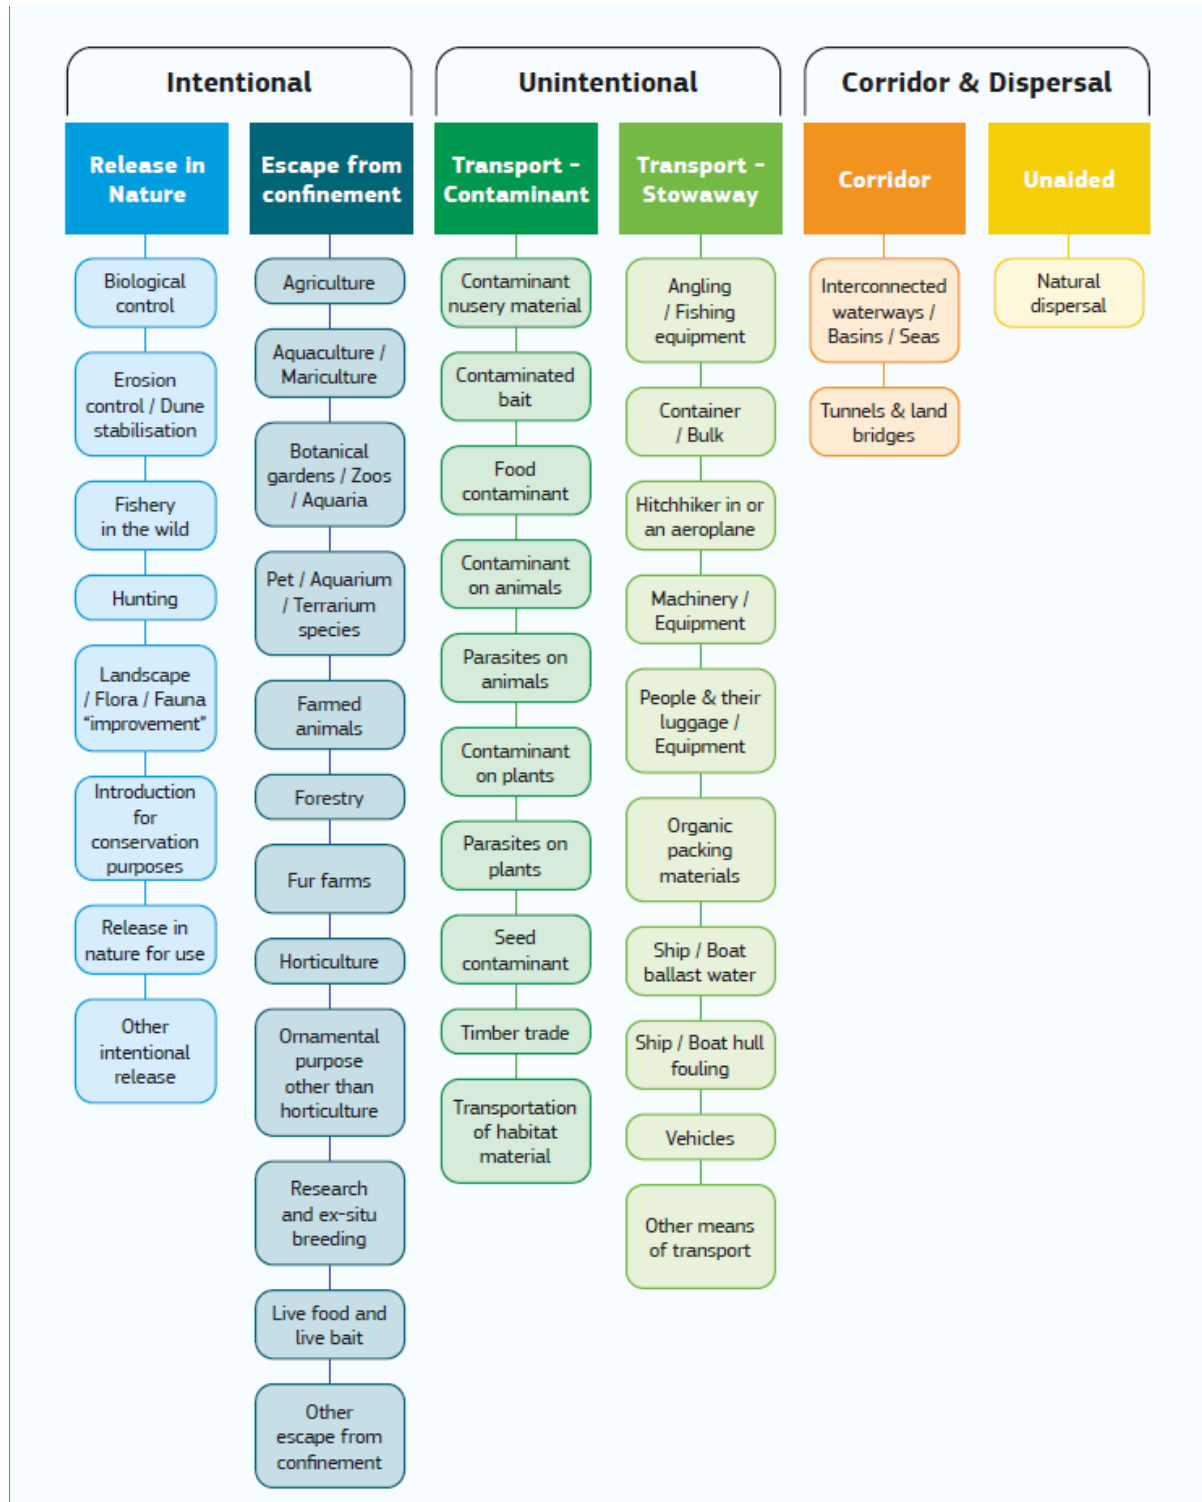 Intentional
Release in
Nature
Biological
control
Erosion
control / Dune
stabilisation
Fishery
in the wild
Hunting
Landscape
/ Flora / Fauna
“improvement”
Introduction
for
conservation
purposes
Release in
nature for use
Other
intentional
release
Escape from
confinement
Agriculture
Aquaculture /
Mariculture
Botanical
gardens / Zoos
/ Aquaria
Pet / Aquarium
/ Terrarium
species
Farmed
animals
Forestry
Fur farms
Horticulture
Ornamental
purpose
other than
horticulture
Research
and ex-situ
breeding
Live food and
live bait
Other
escape from
confinement
Unintentional
Transport -
Contaminant
Contaminant
nusery material
Contaminated
bait
Food
contaminant
Contaminant
on animals
Parasites on
animals
Contaminant
on plants
Parasites on
plants
Seed
contaminant
Timber trade
Transportation
of habitat
material
Transport -
Stowaway
Angling
/ Fishing
equipment
Container
/ Bulk
Hitchhiker in or
an aeroplane
Machinery /
Equipment
People & their
luggage /
Equipment
Organic
packing
materials
Ship / Boat
ballast water
Ship / Boat hull
fouling
Vehicles
Other means
of transport
Corridor & Dispersal
Corridor
Interconnected
waterways /
Basins / Seas
Tunnels & land
bridges
Unaided
Natural
dispersal